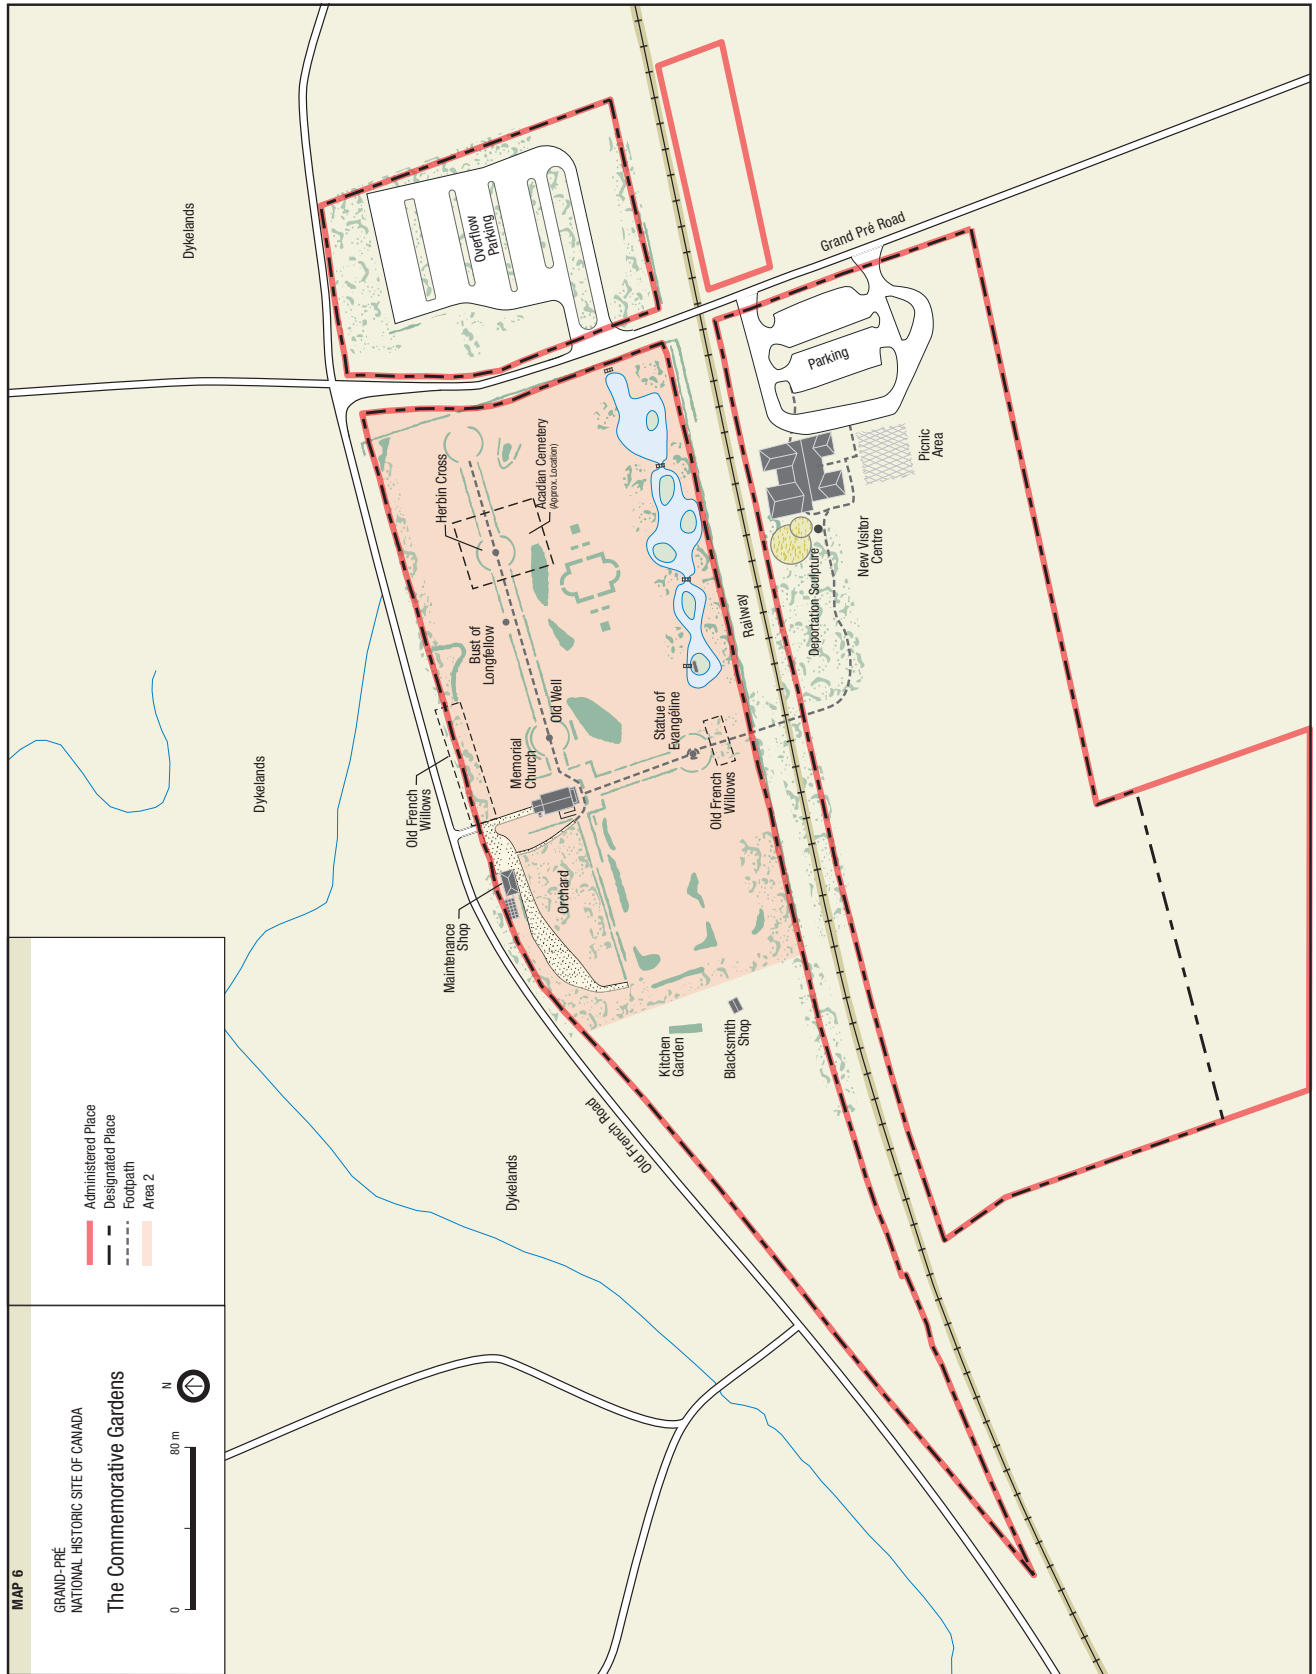 MAP 6
GRAND-PRÉ
NATIONAL HISTORIC SITE OF CANADA
The Commemorative Gardens
0
80 m
N
Administered Place
Designated Place
Footpath
Area 2
Dykelands
Dykelands
Dykelands
Overflow
Parking
Grand Pré Road
Parking
Picnic
Area
New Visitor
Centre
Deportation Sculpture
Railway
Herbin Cross
Acadian Cemetery
(Approx. Location)
Bust of
Longfellow
Old Well
Memorial
Church
Statue of
Evangéline
Old French
Willows
Old French
Willows
Maintenance
Shop
Orchard
Kitchen
Garden
Blacksmith
Shop
Old French Road